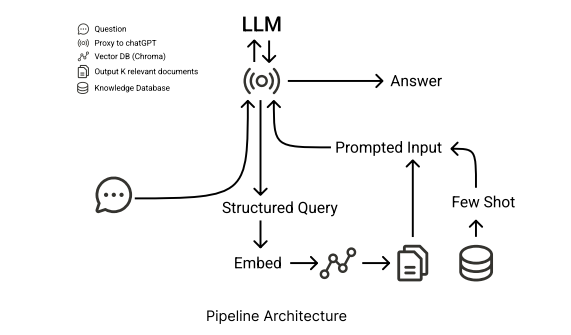 LLM
Question
Proxy to chatGPT
Vector DB (Chroma)
Output K relevant documents
Knowledge Database
Answer
Prompted Input
Few Shot
Structured Query
Embed
Pipeline Architecture